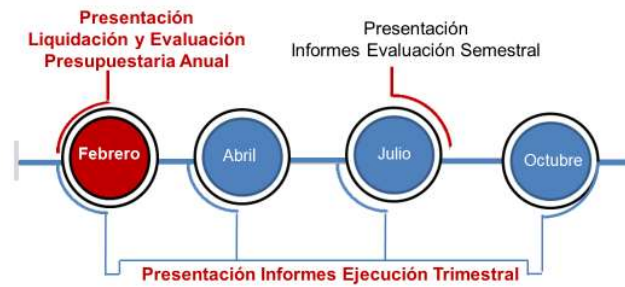 Presentación
Liquidación y Evaluación
Presupuestaria Anual
Presentación
Informes Evaluación Semestral
Febrero
Abril
Julio
Octubre
Presentación Informes Ejecución Trimestral